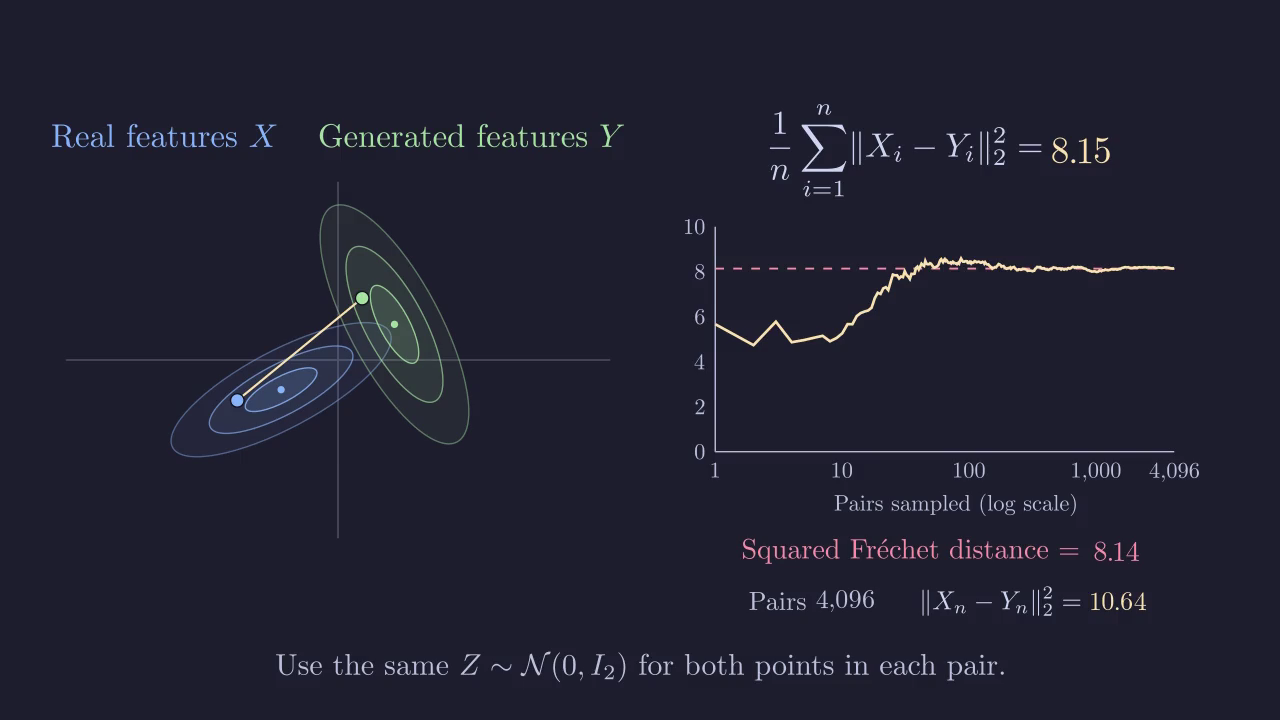 Real features X
Generated features Y
1/n ∑_{i=1}^{n} ‖X_i − Y_i‖_2^2 = 8.15
10
8
6
4
2
0
1 10 100 1,000 4,096
Pairs sampled (log scale)
Squared Fréchet distance = 8.14
Pairs 4,096 ‖X_n − Y_n‖_2^2 = 10.64
Use the same Z ∼ 𝒩(0, I_2) for both points in each pair.